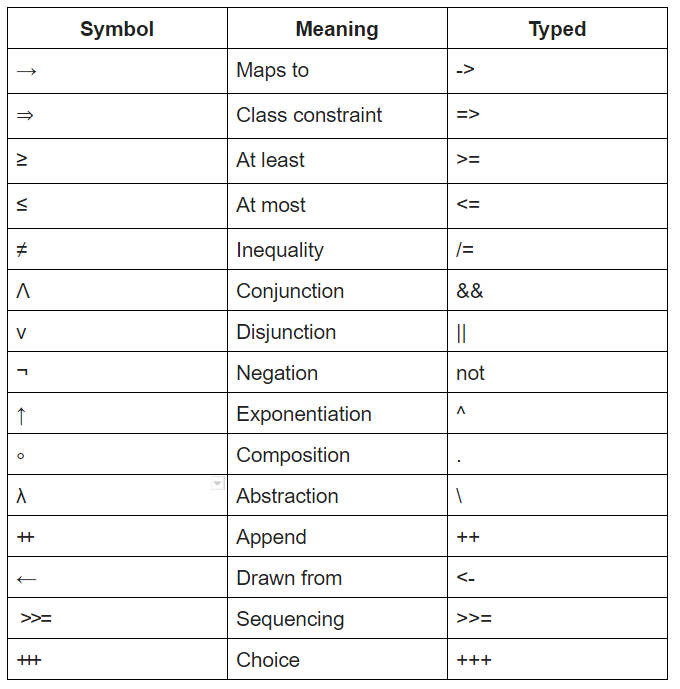 Symbol Meaning Typed
→ Maps to ->
⇒ Class constraint =>
≥ At least >=
≤ At most <=
≠ Inequality /=
Λ Conjunction &&
v Disjunction ||
¬ Negation not
↑ Exponentiation ^
∘ Composition .
λ Abstraction \
++ Append ++
← Drawn from <-
>>= Sequencing >>=
+++ Choice +++